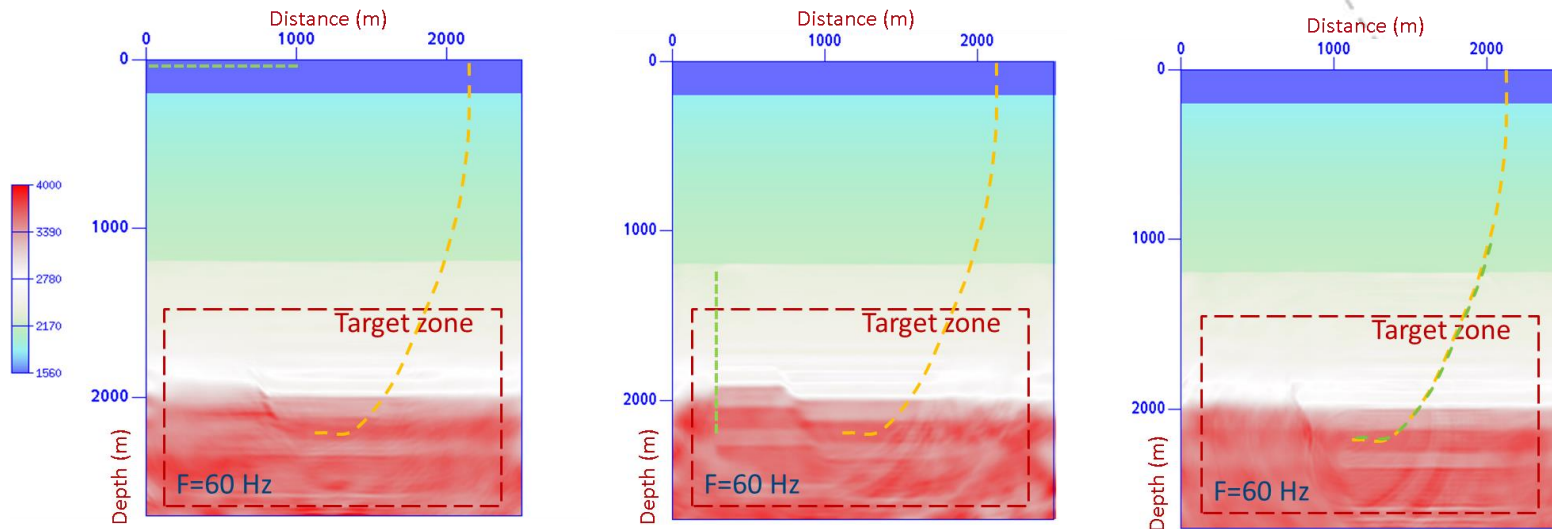 Distance (m)
0 1000 2000
0
1000
2000
Depth (m)
4000
3390
2780
2170
1560
Target zone
F=60 Hz
Distance (m)
0 1000 2000
0
1000
2000
Depth (m)
Target zone
F=60 Hz
Distance (m)
0 1000 2000
0
1000
2000
Depth (m)
Target zone
F=60 Hz